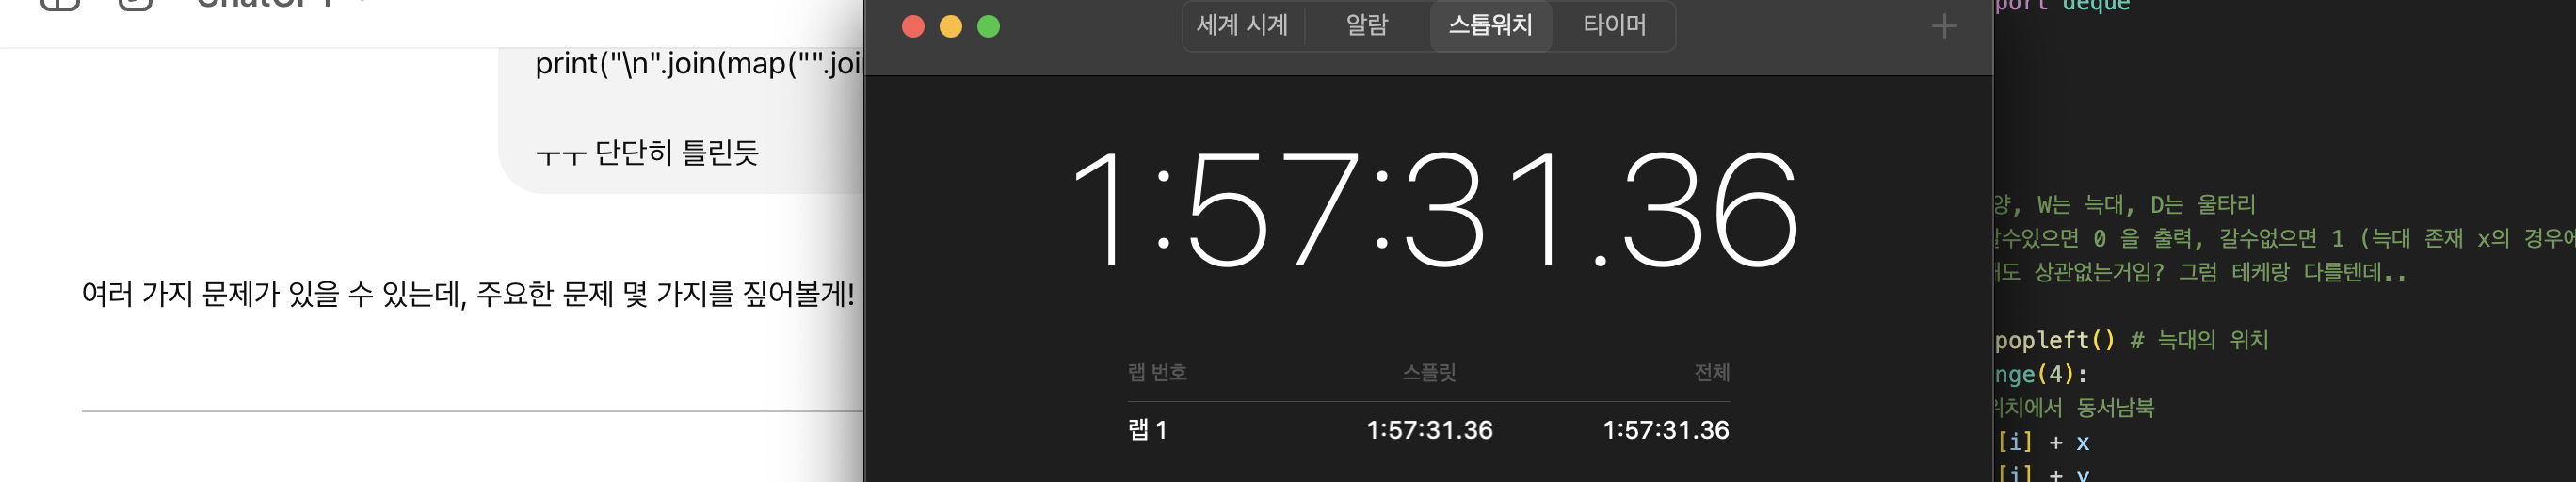 ChatGPT
print("\n".join(map("".joi
ㅜㅜ 단단히 틀린듯
여러 가지 문제가 있을 수 있는데, 주요한 문제 몇 가지를 짚어볼게!
세계 시계
알람
스톱워치
타이머
1:57:31.36
랩 번호 스플릿 전체
랩 1 1:57:31.36 1:57:31.36
port deque
양, W는 늑대, D는 울타리
갈수있으면 0 을 출력, 갈수없으면 1 (늑대 존재 x의 경우에
도 상관없는거임? 그럼 테케랑 다를텐데..
popleft() # 늑대의 위치
nge(4):
위치에서 동서남북
[i] + x
[i] + y